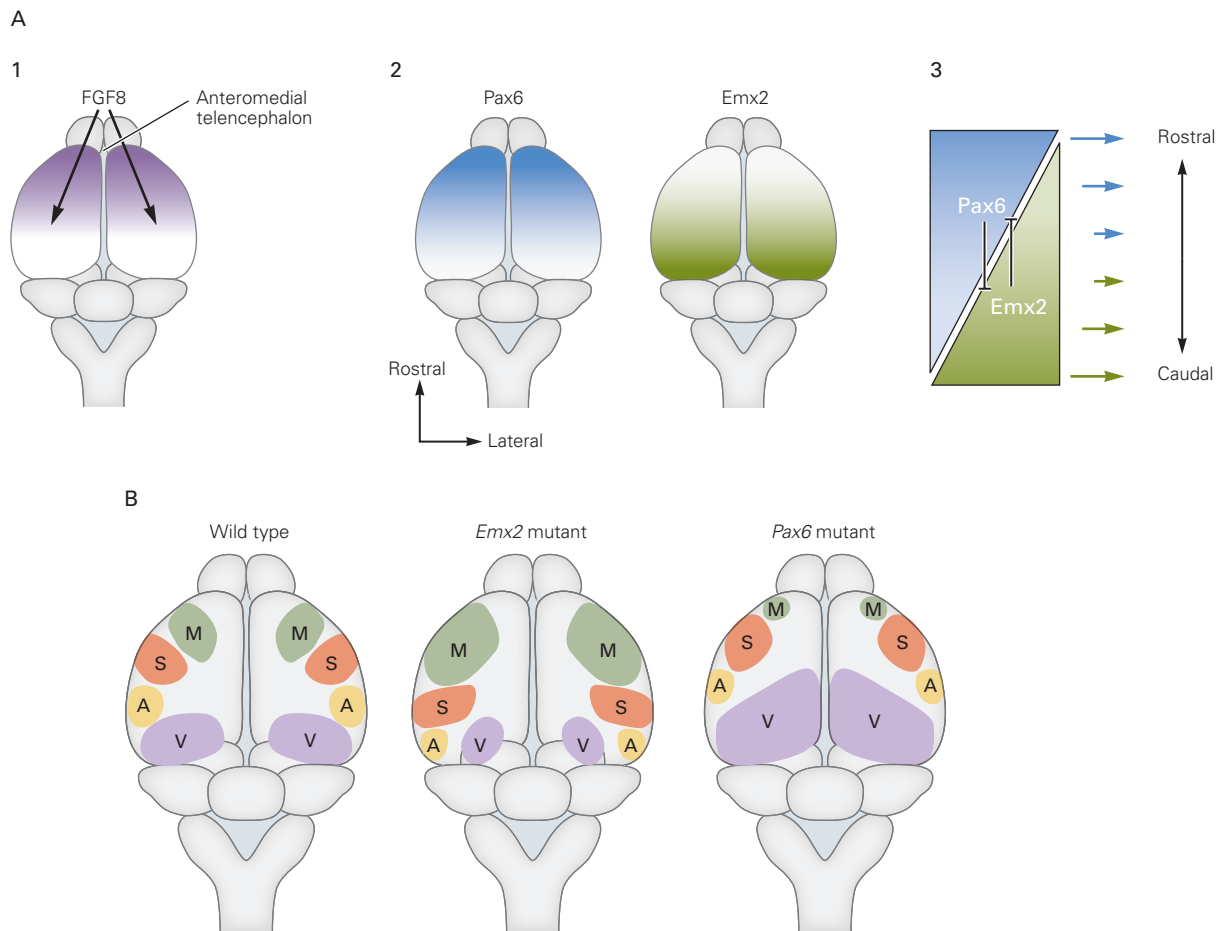 A
1
FGF8
Anteromedial
telencephalon
2
Pax6
Emx2
Rostral
Lateral
3
Pax6
Emx2
Rostral
Caudal
B
Wild type
M
M
S
S
A
A
V
V
Emx2 mutant
M
M
S
S
A
V
V
A
Pax6 mutant
M
M
S
S
A
A
V
V